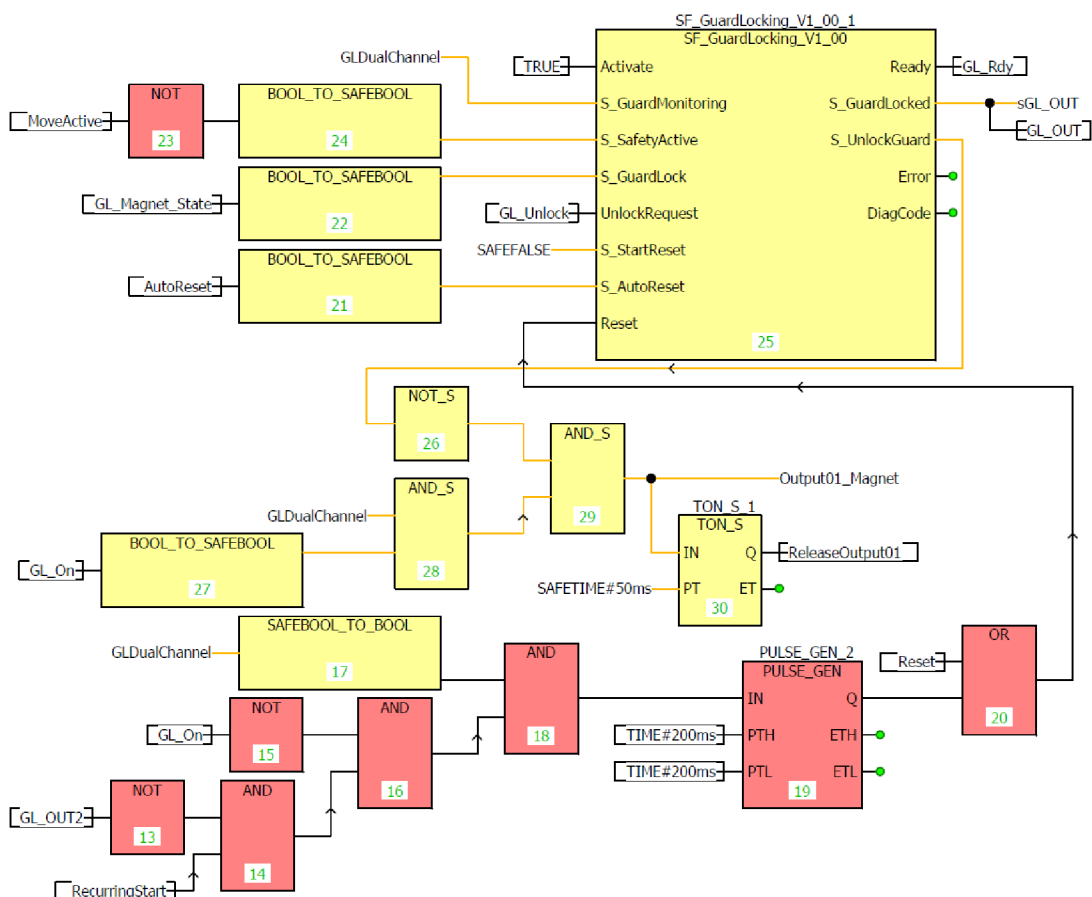 SF_GuardLocking_V1_00_1
SF_GuardLocking_V1_00
GLDualChannel
TRUE
Activate
Ready
GL_Rdy
NOT
BOOL_TO_SAFEBOOL
S_GuardMonitoring
S_GuardLocked
sGL_OUT
MoveActive
GL_OUT
23
24
S_SafetyActive
S_UnlockGuard
BOOL_TO_SAFEBOOL
S_GuardLock
Error
GL_Magnet_State
22
GL_Unlock
UnlockRequest
DiagCode
SAFEFALSE
S_StartReset
BOOL_TO_SAFEBOOL
AutoReset
S_AutoReset
21
Reset
25
NOT_S
26
AND_S
29
Output01_Magnet
AND_S
GLDualChannel
28
TON_S_1
TON_S
BOOL_TO_SAFEBOOL
IN
Q
ReleaseOutput01
GL_On
27
SAFETIME#50ms
PT
ET
30
SAFEBOOL_TO_BOOL
GLDualChannel
17
AND
18
PULSE_GEN_2
PULSE_GEN
OR
Reset
20
NOT
AND
IN
Q
GL_On
15
TIME#200ms
PTH
ETH
16
TIME#200ms
PTL
ETL
19
NOT
AND
GL_OUT2
13
14
RecurringStart